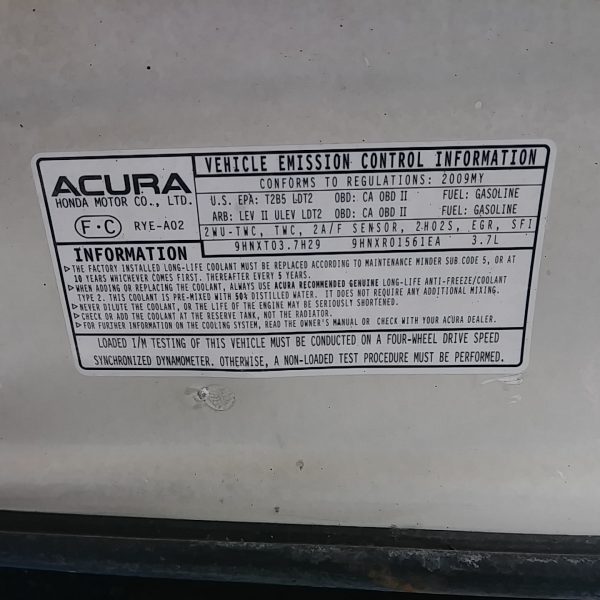 ACURA
HONDA MOTOR CO., LTD.
F·C RYE-A02
VEHICLE EMISSION CONTROL INFORMATION
CONFORMS TO REGULATIONS: 2009MY
U.S. EPA: T2B5 LDT2 OBD: CA OBD II FUEL: GASOLINE
ARB: LEV II ULEV LDT2 OBD: CA OBD II FUEL: GASOLINE
2WU-TWC, TWC, 2A/F SENSOR, 2HO2S, EGR, SFI
9HNXT03.7H29 9HNXR01561EA 3.7L
INFORMATION
▷THE FACTORY INSTALLED LONG-LIFE COOLANT MUST BE REPLACED ACCORDING TO MAINTENANCE MINDER SUB CODE 5, OR AT
10 YEARS WHICHEVER COMES FIRST. THEREAFTER EVERY 5 YEARS.
▷WHEN ADDING OR REPLACING THE COOLANT, ALWAYS USE ACURA RECOMMENDED GENUINE LONG-LIFE ANTI-FREEZE/COOLANT
TYPE 2. THIS COOLANT IS PRE-MIXED WITH 50% DISTILLED WATER. IT DOES NOT REQUIRE ANY ADDITIONAL MIXING.
▷NEVER DILUTE THE COOLANT, OR THE LIFE OF THE ENGINE MAY BE SERIOUSLY SHORTENED.
▷CHECK OR ADD THE COOLANT AT THE RESERVE TANK, NOT THE RADIATOR.
▷FOR FURTHER INFORMATION ON THE COOLING SYSTEM, READ THE OWNER'S MANUAL OR CHECK WITH YOUR ACURA DEALER.
LOADED I/M TESTING OF THIS VEHICLE MUST BE CONDUCTED ON A FOUR-WHEEL DRIVE SPEED
SYNCHRONIZED DYNAMOMETER. OTHERWISE, A NON-LOADED TEST PROCEDURE MUST BE PERFORMED.